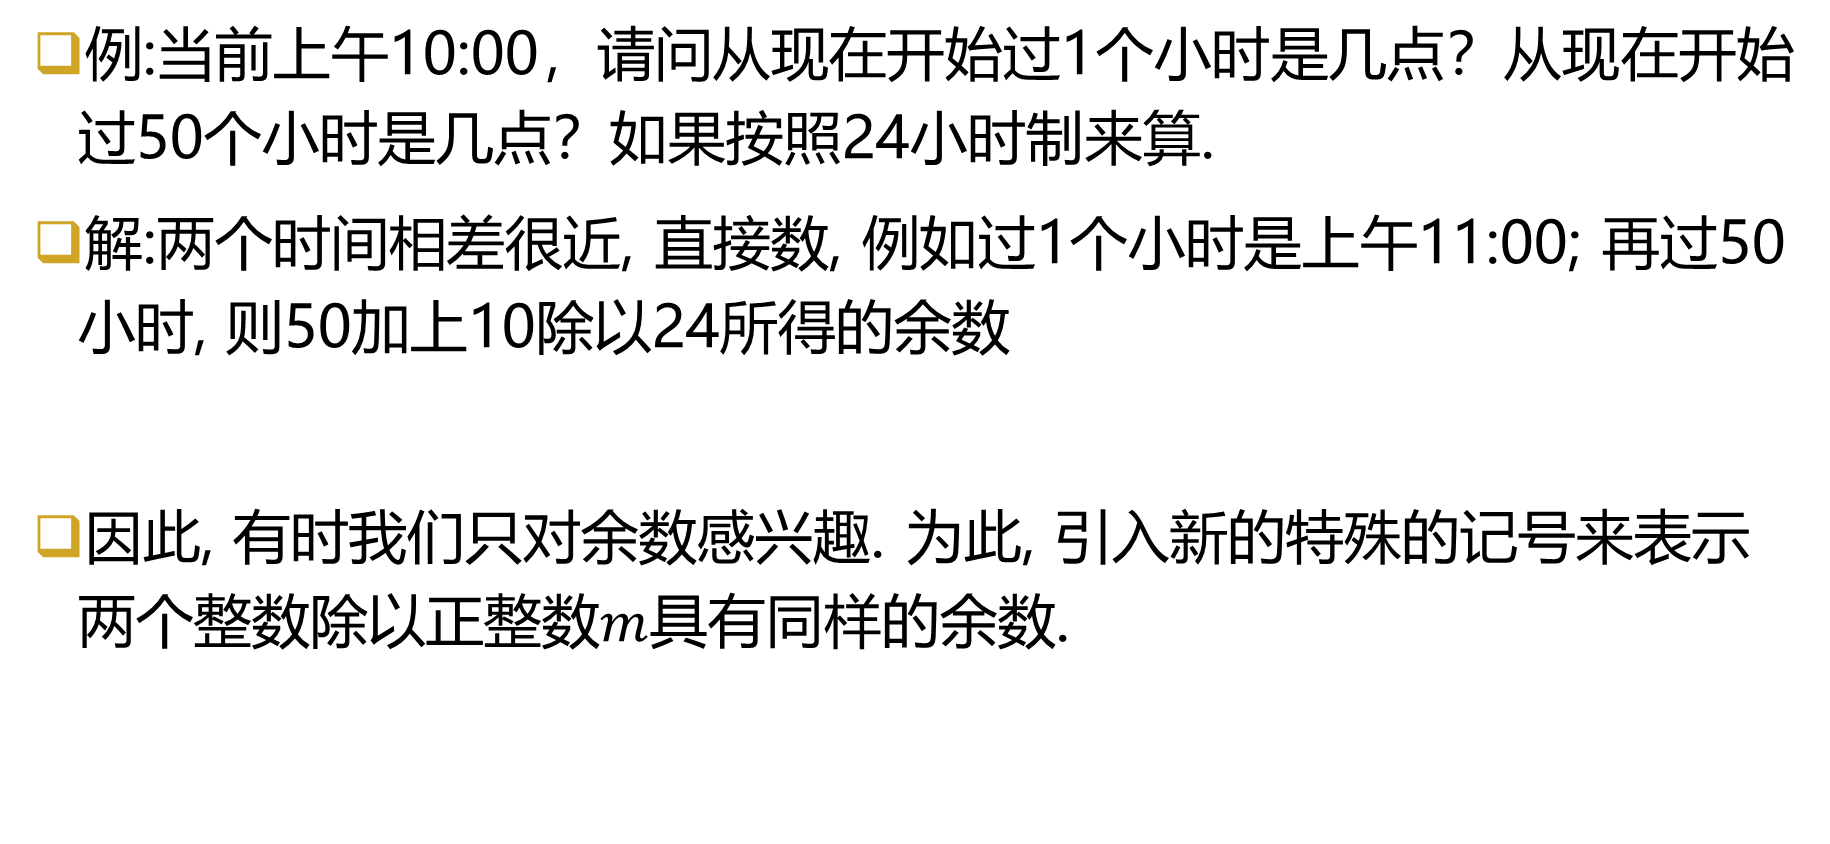 ❑例:当前上午10:00，请问从现在开始过1个小时是几点？从现在开始
过50个小时是几点？如果按照24小时制来算.
❑解:两个时间相差很近, 直接数, 例如过1个小时是上午11:00; 再过50
小时, 则50加上10除以24所得的余数
❑因此, 有时我们只对余数感兴趣. 为此, 引入新的特殊的记号来表示
两个整数除以正整数𝑚具有同样的余数.